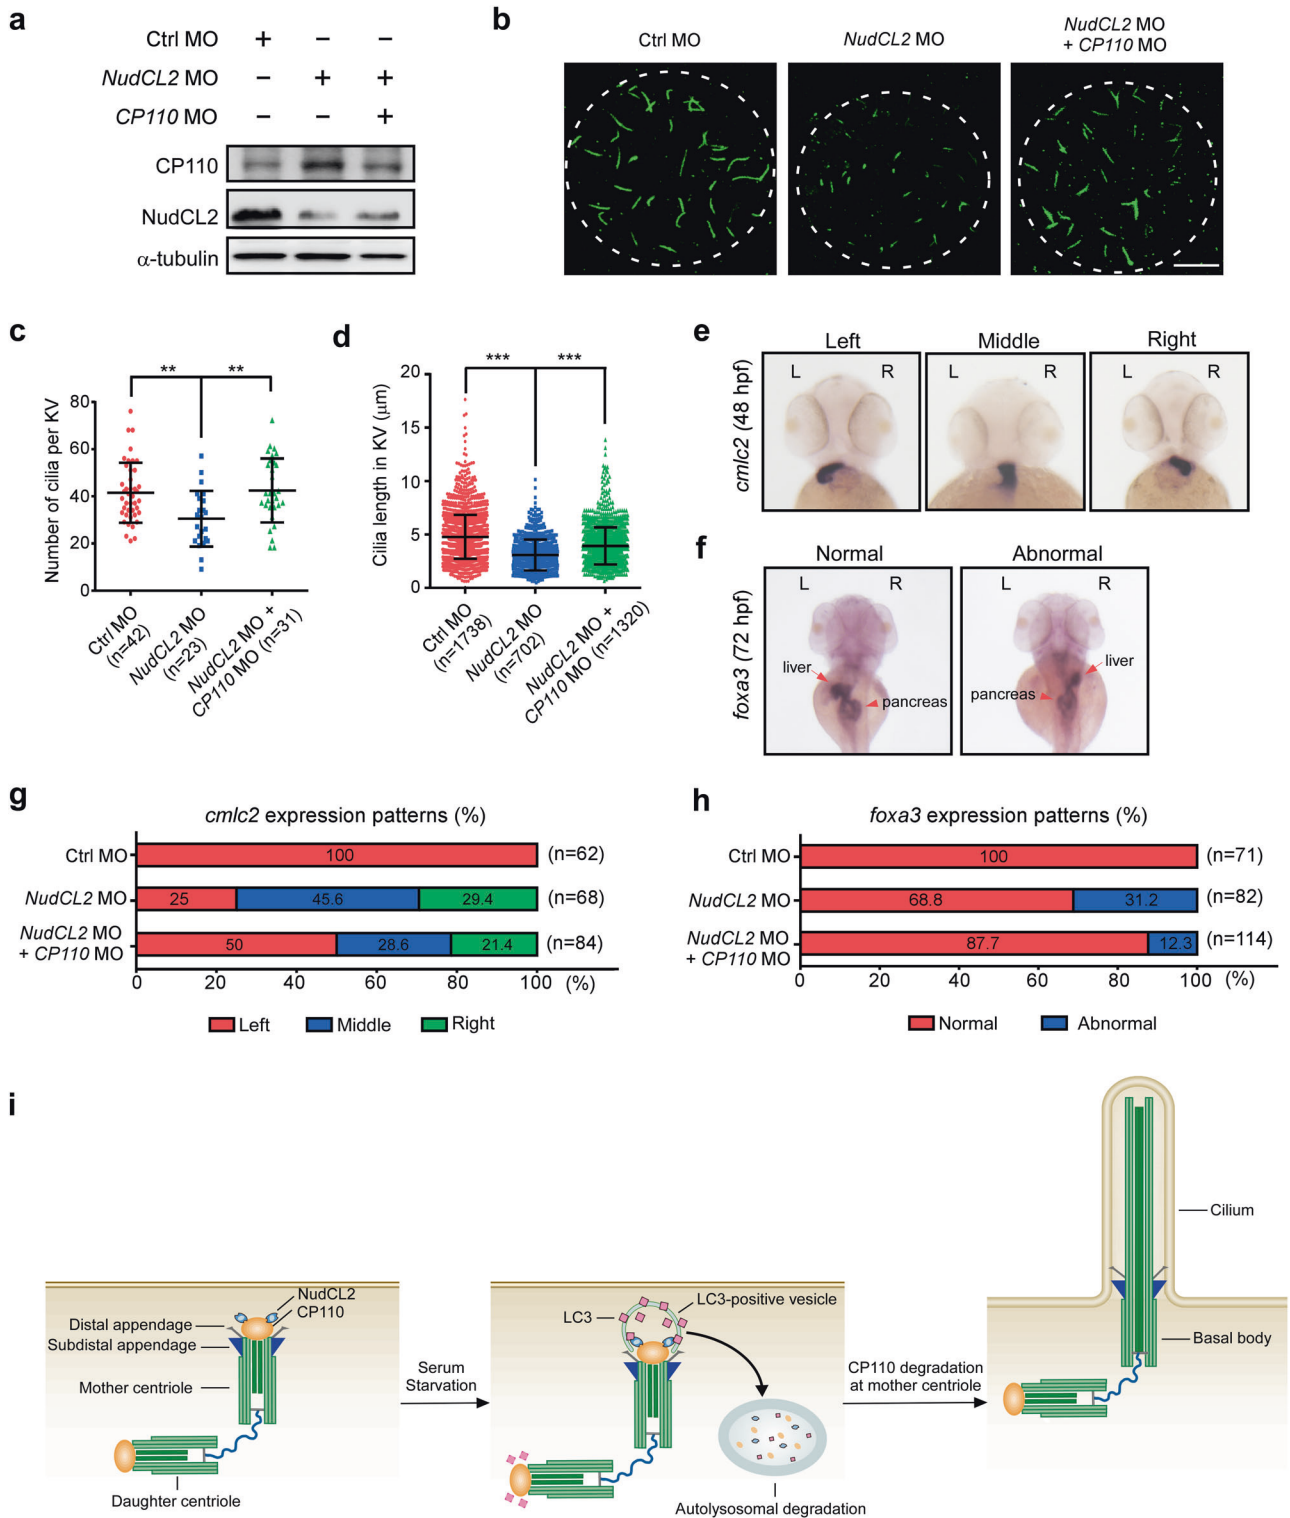 a
Ctrl MO + − −
NudCL2 MO − + +
CP110 MO − − +
CP110
NudCL2
α-tubulin
b
Ctrl MO
NudCL2 MO
NudCL2 MO
+ CP110 MO
c
Number of cilia per KV
80
60
40
20
0
** **
Ctrl MO
(n=42)
NudCL2 MO
(n=23)
NudCL2 MO +
CP110 MO (n=31)
d
Cilia length in KV (μm)
20
15
10
5
0
*** ***
Ctrl MO
(n=1738)
NudCL2 MO
(n=702)
NudCL2 MO +
CP110 MO (n=1320)
e
Left Middle Right
cmlc2 (48 hpf)
L R L R L R
f
Normal Abnormal
foxa3 (72 hpf)
L R L R
liver
pancreas
liver
pancreas
g
cmlc2 expression patterns (%)
Ctrl MO 100 (n=62)
NudCL2 MO 25 45.6 29.4 (n=68)
NudCL2 MO
+ CP110 MO 50 28.6 21.4 (n=84)
0 20 40 60 80 100 (%)
Left Middle Right
h
foxa3 expression patterns (%)
Ctrl MO 100 (n=71)
NudCL2 MO 68.8 31.2 (n=82)
NudCL2 MO
+ CP110 MO 87.7 12.3 (n=114)
0 20 40 60 80 100 (%)
Normal Abnormal
i
NudCL2
CP110
Distal appendage
Subdistal appendage
Mother centriole
Daughter centriole
Serum
Starvation
LC3
LC3-positive vesicle
Autolysosomal degradation
CP110 degradation
at mother centriole
Cilium
Basal body